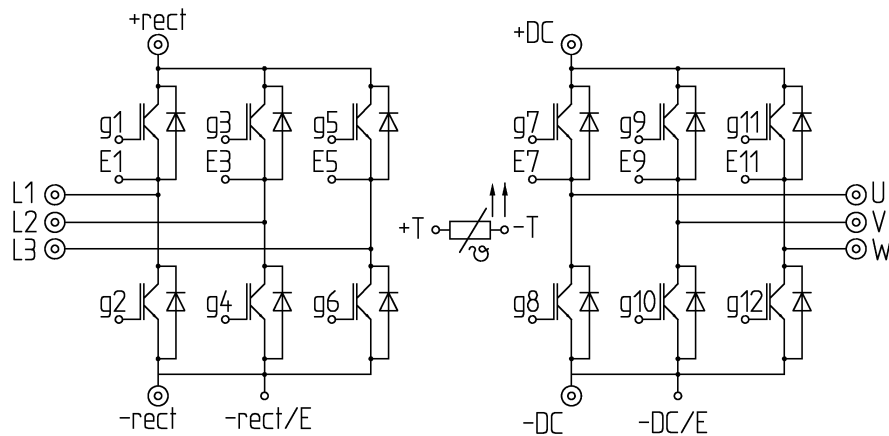 +rect
+DC
g1
g3
g5
g7
g9
g11
E1
E3
E5
E7
E9
E11
L1
L2
L3
+T
-T
ϑ
U
V
W
g2
g4
g6
g8
g10
g12
-rect
-rect/E
-DC
-DC/E